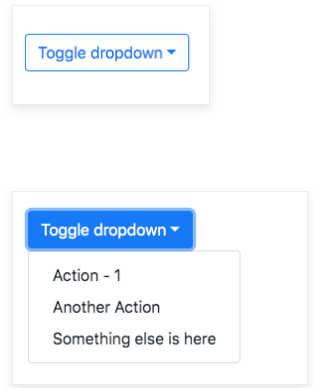 Toggle dropdown
Toggle dropdown
Action - 1
Another Action
Something else is here